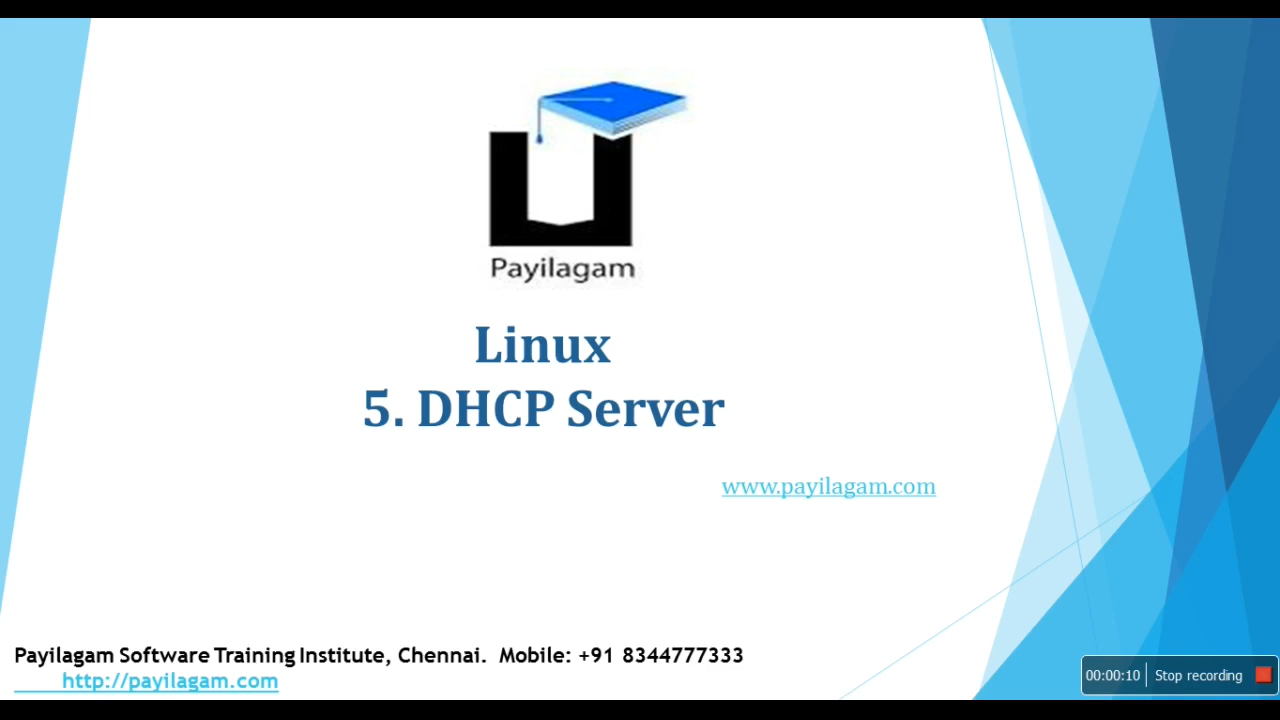 Payilagam
Linux
5. DHCP Server
www.payilagam.com
Payilagam Software Training Institute, Chennai.  Mobile: +91 8344777333
http://payilagam.com
00:00:10 Stop recording